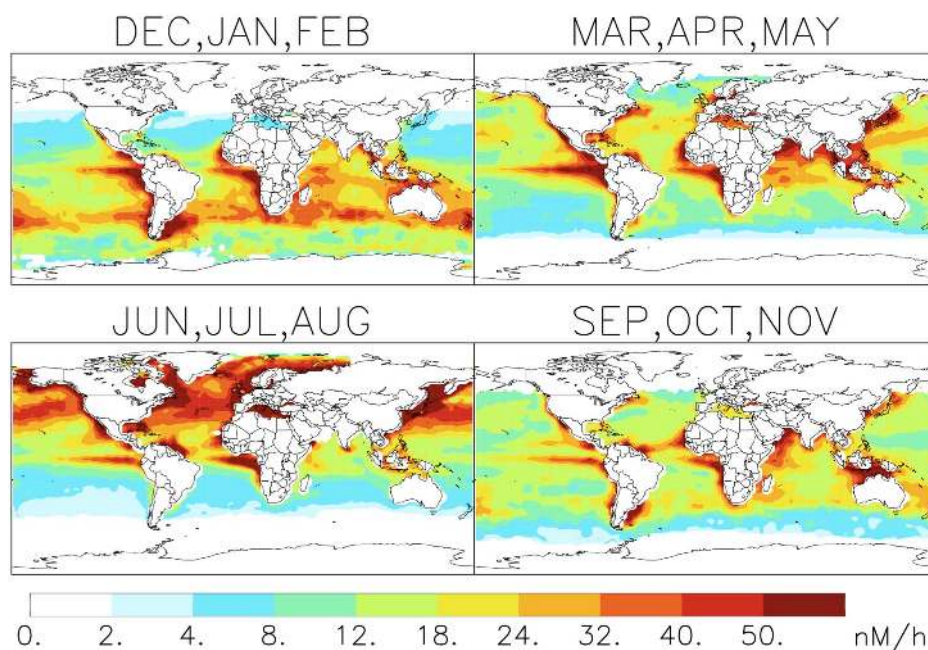 DEC,JAN,FEB
MAR,APR,MAY
JUN,JUL,AUG
SEP,OCT,NOV
0. 2. 4. 8. 12. 18. 24. 32. 40. 50. nM/h